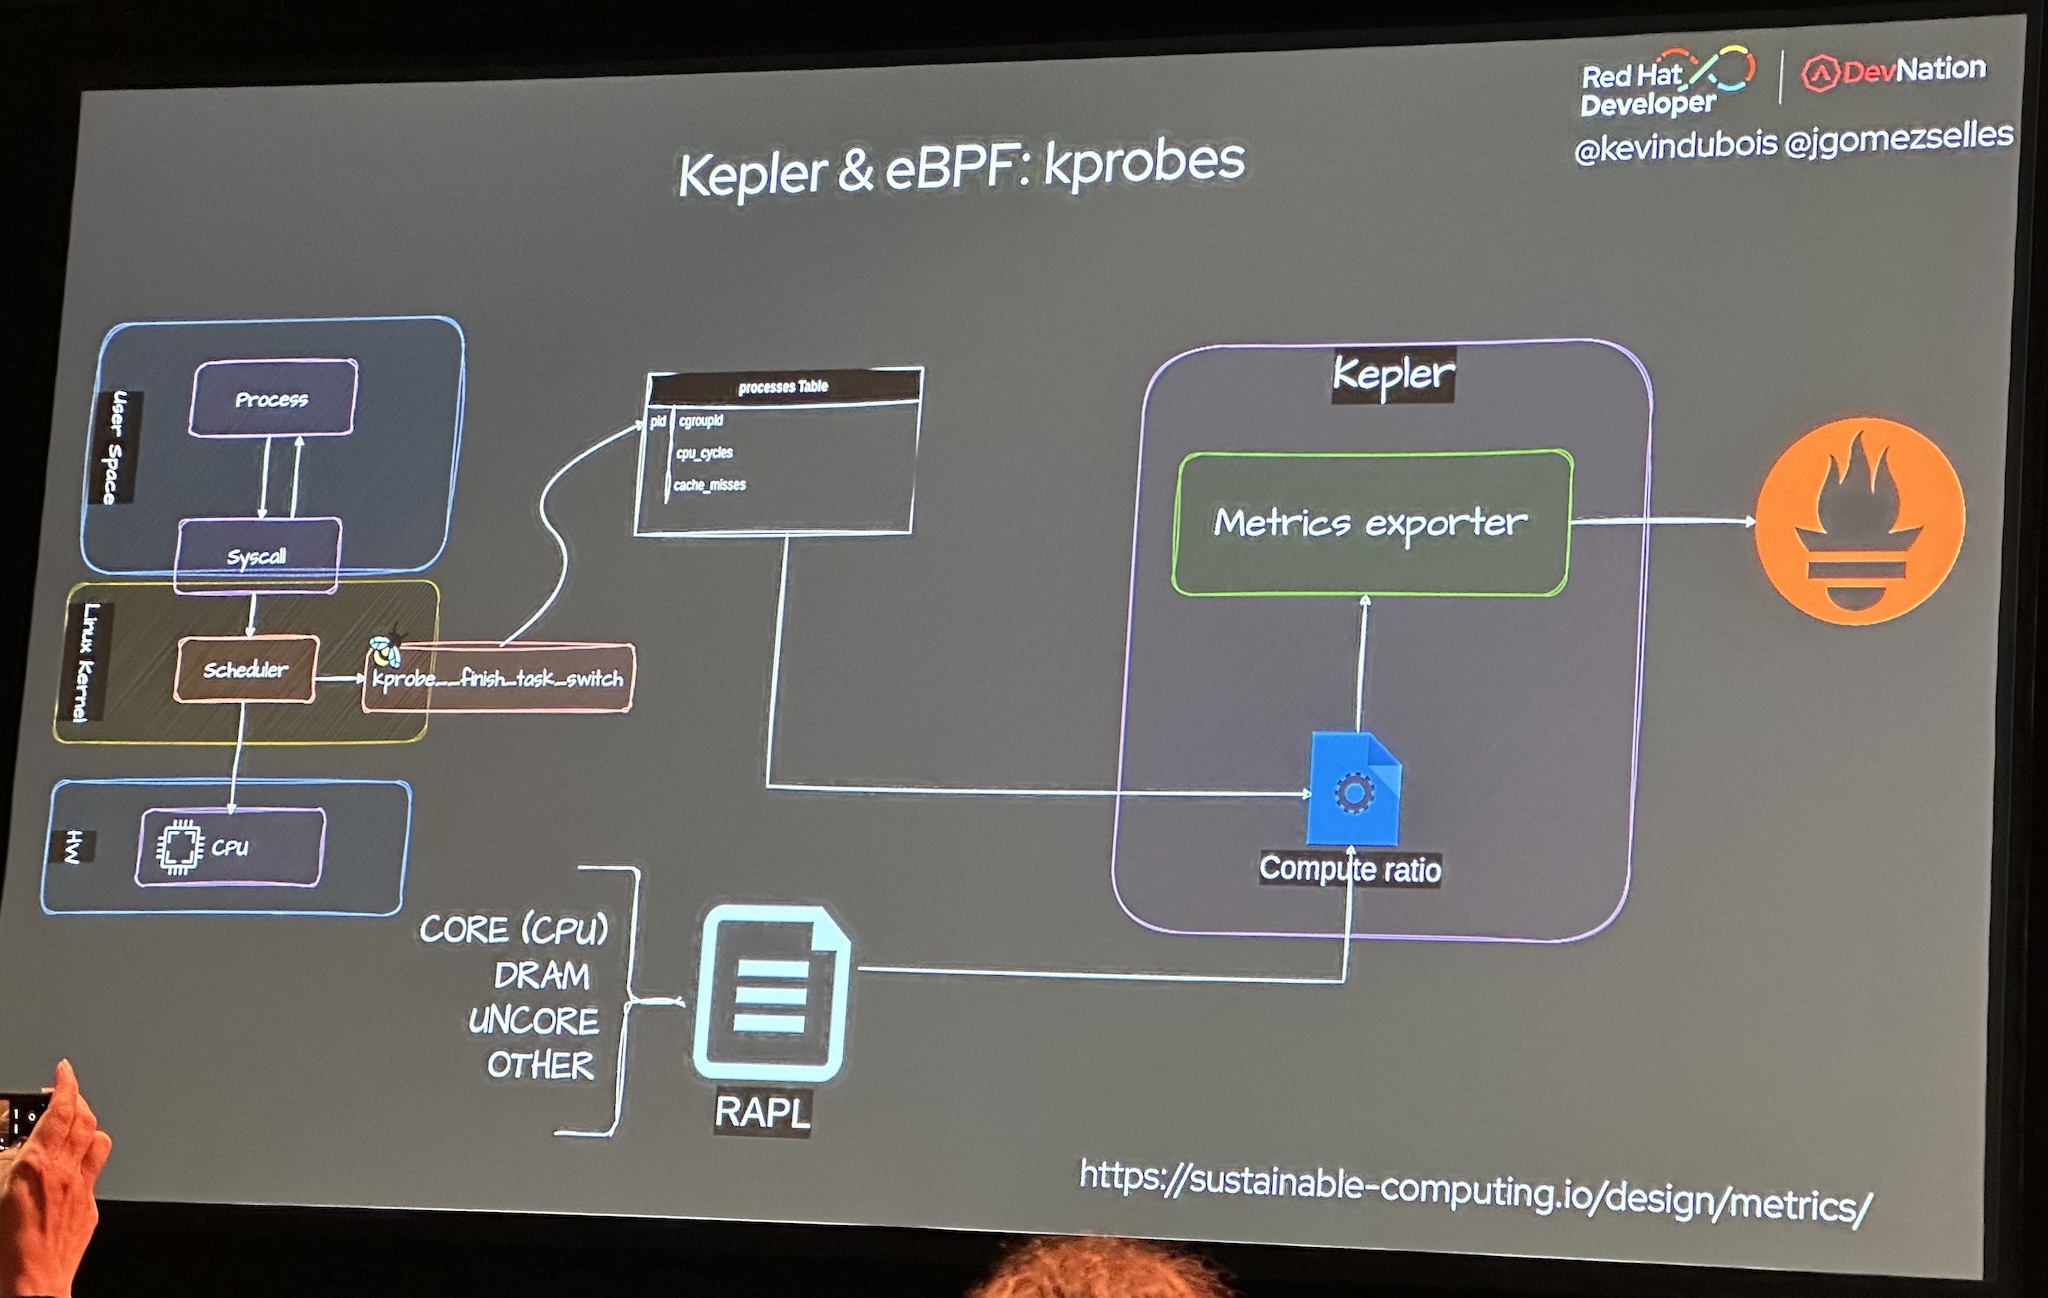 Red Hat
Developer
DevNation
@kevindubois @jgomezselles
Kepler & eBPF: kprobes
User Space
Process
Syscall
Linux Kernel
Scheduler
kprobe__finish_task_switch
HW
CPU
processes Table
pid cgroupid
cpu_cycles
cache_misses
Kepler
Metrics exporter
Compute ratio
CORE (CPU)
DRAM
UNCORE
OTHER
RAPL
https://sustainable-computing.io/design/metrics/